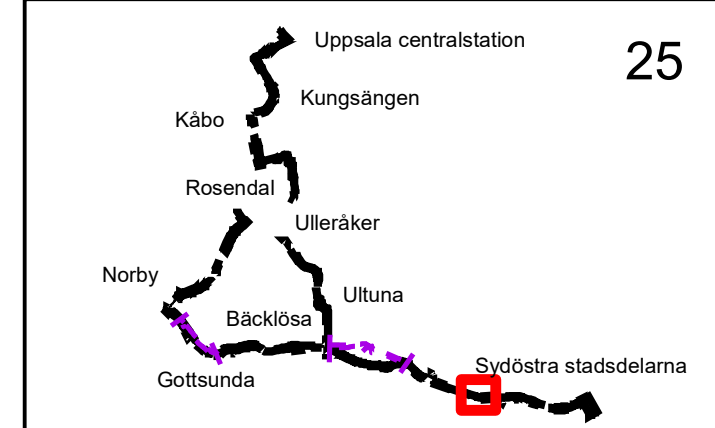 Uppsala centralstation
25
Kungsängen
Kåbo
Rosendal
Ulleråker
Norby
Ultuna
Bäcklösa
Sydöstra stadsdelarna
Gottsunda